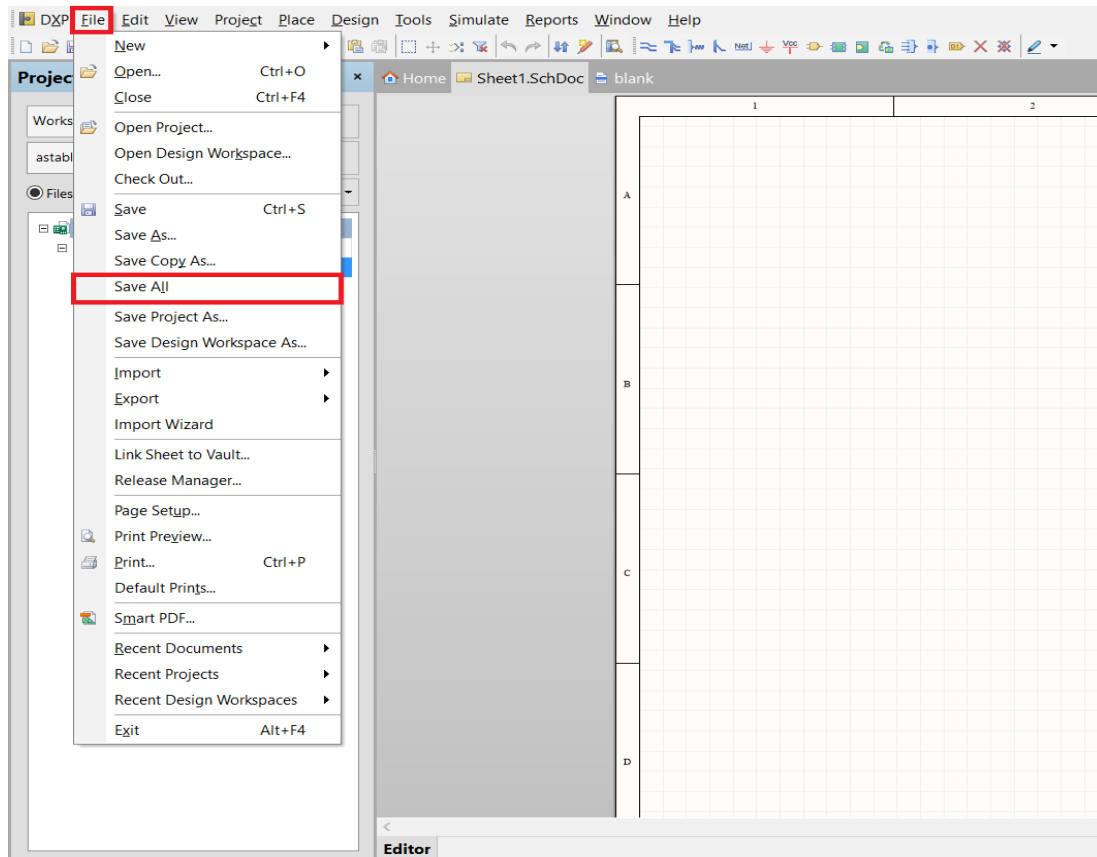 DXP File Edit View Project Place Design Tools Simulate Reports Window Help
Net Vcc D1
Projec
Home Sheet1.SchDoc blank
Works
astabl
Files
New
Open... Ctrl+O
Close Ctrl+F4
Open Project...
Open Design Workspace...
Check Out...
Save Ctrl+S
Save As...
Save Copy As...
Save All
Save Project As...
Save Design Workspace As...
Import
Export
Import Wizard
Link Sheet to Vault...
Release Manager...
Page Setup...
Print Preview...
Print... Ctrl+P
Default Prints...
Smart PDF...
Recent Documents
Recent Projects
Recent Design Workspaces
Exit Alt+F4
1 2
A
B
C
D
Editor